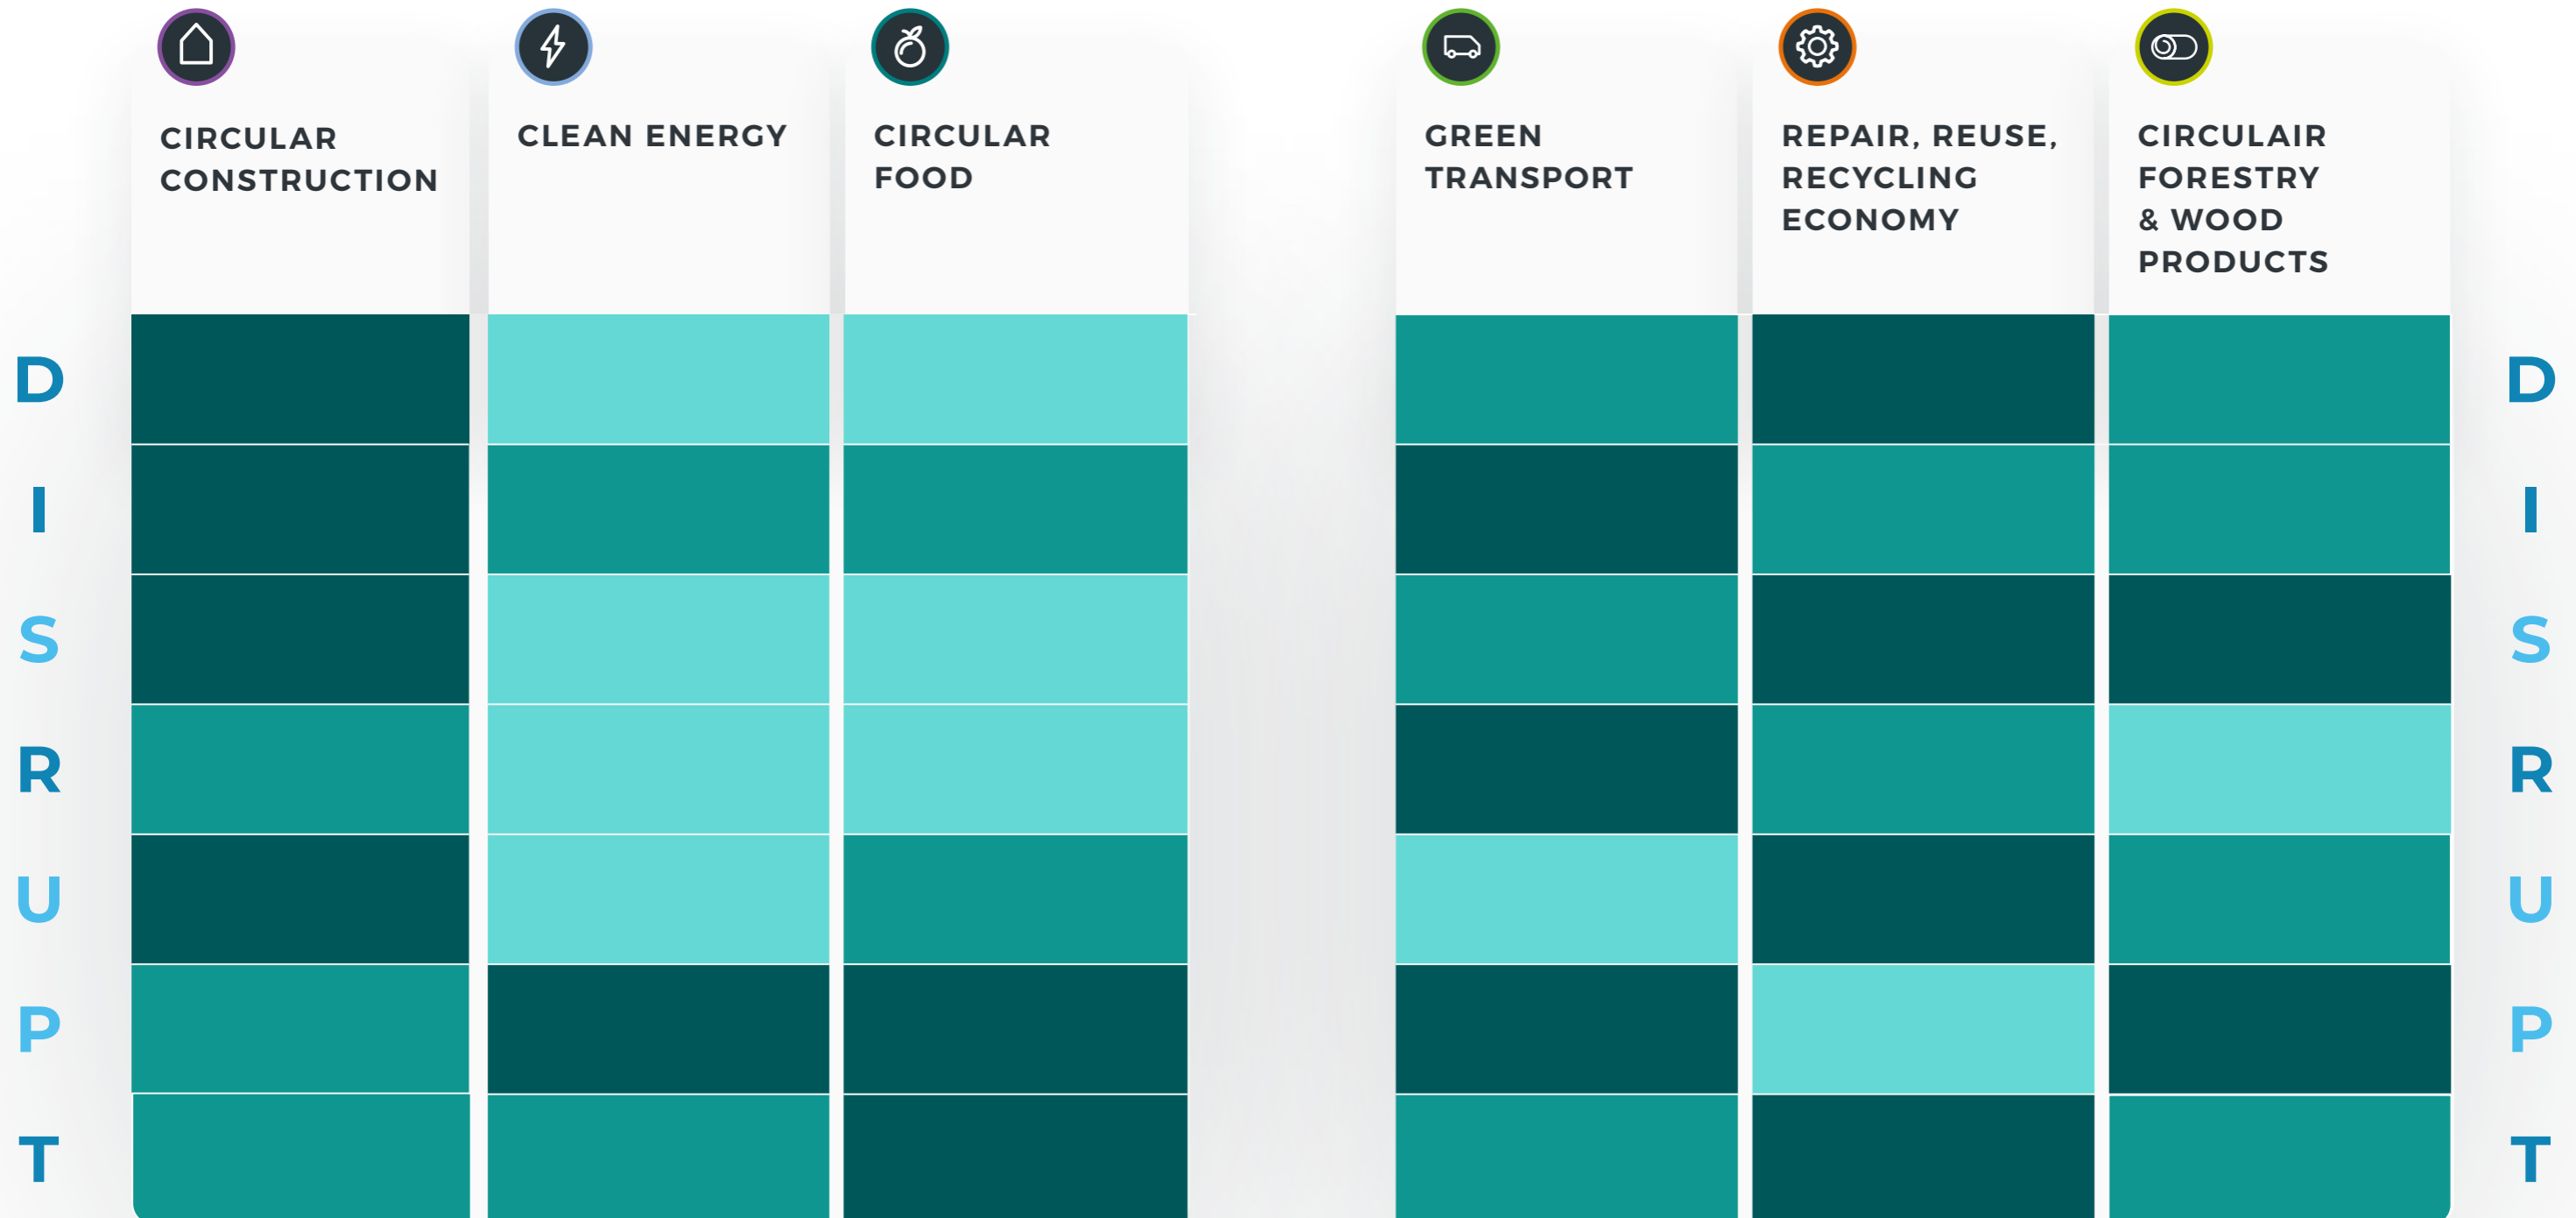 CIRCULAR
CONSTRUCTION
CLEAN ENERGY
CIRCULAR
FOOD
GREEN
TRANSPORT
REPAIR, REUSE,
RECYCLING
ECONOMY
CIRCULAIR
FORESTRY
& WOOD
PRODUCTS
D
I
S
R
U
P
T
D
I
S
R
U
P
T